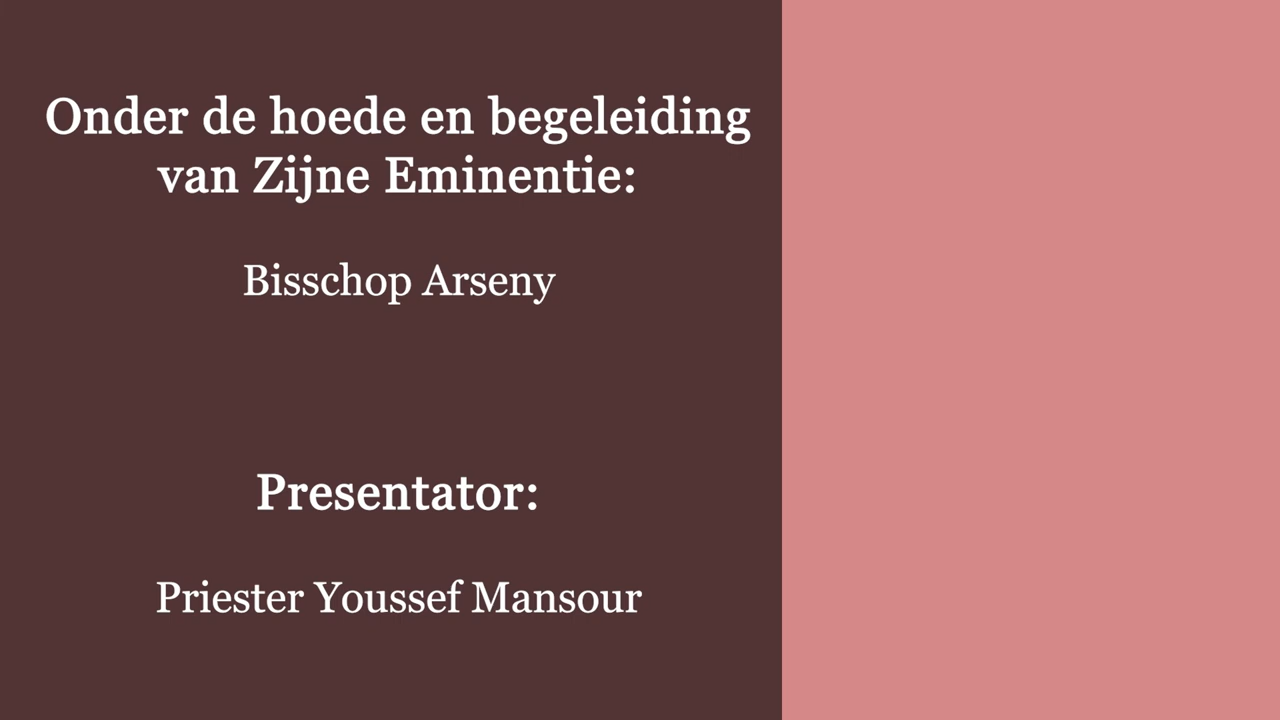 Onder de hoede en begeleiding
van Zijne Eminentie:
Bisschop Arseny
Presentator:
Priester Youssef Mansour